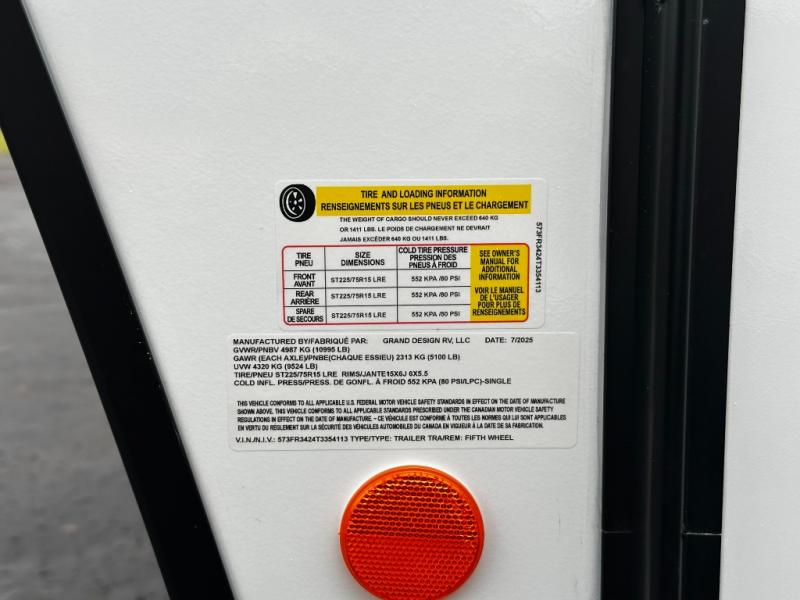 TIRE AND LOADING INFORMATION
RENSEIGNEMENTS SUR LES PNEUS ET LE CHARGEMENT
THE WEIGHT OF CARGO SHOULD NEVER EXCEED 640 KG
OR 1411 LBS. LE POIDS DE CHARGEMENT NE DEVRAIT
JAMAIS EXCÉDER 640 KG OU 1411 LBS.
TIRE
PNEU
SIZE
DIMENSIONS
COLD TIRE PRESSURE
PRESSION DES
PNEUS À FROID
FRONT
AVANT
ST225/75R15 LRE
552 KPA /80 PSI
REAR
ARRIÈRE
ST225/75R15 LRE
552 KPA /80 PSI
SPARE
DE SECOURS
ST225/75R15 LRE
552 KPA /80 PSI
SEE OWNER'S
MANUAL FOR
ADDITIONAL
INFORMATION
VOIR LE MANUEL
DE L'USAGER
POUR PLUS DE
RENSEIGNEMENTS
573FR3424T3354113
MANUFACTURED BY/FABRIQUÉ PAR: GRAND DESIGN RV, LLC DATE: 7/2025
GVWR/PNBV 4987 KG (10995 LB)
GAWR (EACH AXLE)/PNBE(CHAQUE ESSIEU) 2313 KG (5100 LB)
UVW 4320 KG (9524 LB)
TIRE/PNEU ST225/75R15 LRE RIMS/JANTE15X6J 6X5.5
COLD INFL. PRESS/PRESS. DE GONFL. À FROID 552 KPA (80 PSI/LPC)-SINGLE
THIS VEHICLE CONFORMS TO ALL APPLICABLE U.S. FEDERAL MOTOR VEHICLE SAFETY STANDARDS IN EFFECT ON THE DATE OF MANUFACTURE
SHOWN ABOVE. THIS VEHICLE CONFORMS TO ALL APPLICABLE STANDARDS PRESCRIBED UNDER THE CANADIAN MOTOR VEHICLE SAFETY
REGULATIONS IN EFFECT ON THE DATE OF MANUFACTURE. ~ CE VÉHICULE EST CONFORME À TOUTES LES NORMES QUI LUI SONT APPLICABLES
EN VERTU DU RÈGLEMENT SUR LA SÉCURITÉ DES VÉHICULES AUTOMOBILES DU CANADA EN VIGUEUR À LA DATE DE SA FABRICATION.
V.I.N./N.I.V.: 573FR3424T3354113 TYPE/TYPE: TRAILER TRA/REM: FIFTH WHEEL